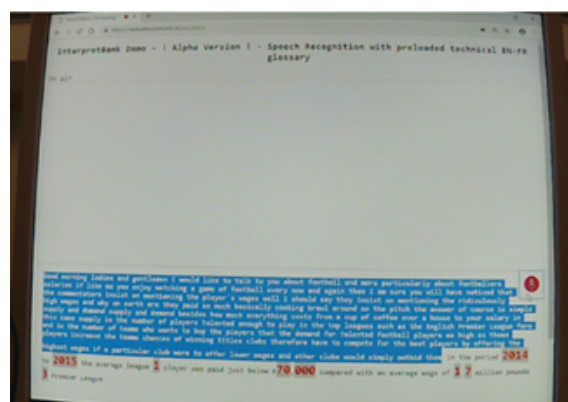 InterpretBank Demo - | Alpha Version | - Speech Recognition with preloaded technical EN-FR
glossary
Good morning ladies and gentlemen I would like to talk to you about football and more particularly about footballers
salaries if like me you enjoy watching a game of football every now and again then I am sure you will have noticed that
the commentators insist on mentioning the player's wages well I should say they insist on mentioning the ridiculously
high wages and why on earth are they paid so much basically cooking brawl around on the pitch the answer of course is simple
supply and demand supply and demand besides how much everything costs from a cup of coffee over a house to your salary in
this case supply is the number of players talented enough to play in the top leagues such as the English Premier League
and in the number of teams who wants to buy the players that the demand for talented football players is high as these
players increase the teams chances of winning titles clubs therefore have to compete for the best players by offering the
highest wages if a particular club were to offer lower wages and other clubs would simply outbid them in the period 2014
to 2015 the average league 1 player was paid just below 70 000 compared with an average wage of 1 7 million pounds
3 Premier League